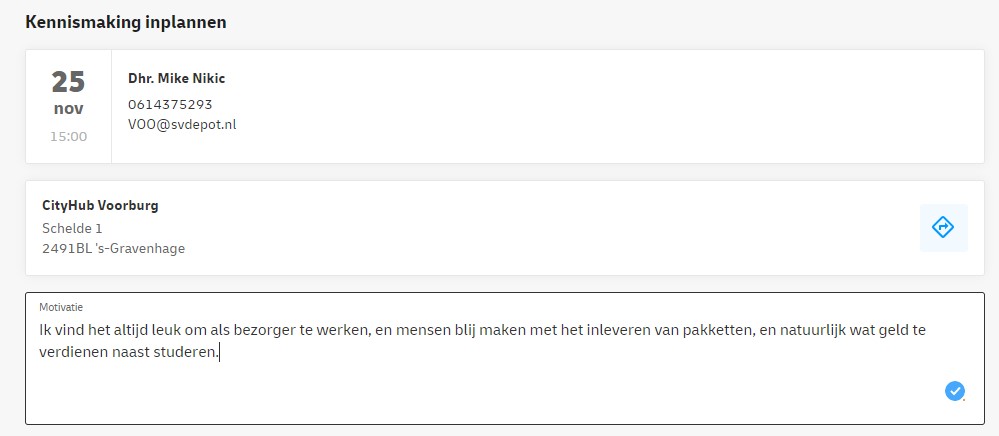 Kennismaking inplannen
25
nov
15:00
Dhr. Mike Nikic
0614375293
VOO@svdepot.nl
CityHub Voorburg
Schelde 1
2491BL 's-Gravenhage
Motivatie
Ik vind het altijd leuk om als bezorger te werken, en mensen blij maken met het inleveren van pakketten, en natuurlijk wat geld te
verdienen naast studeren.